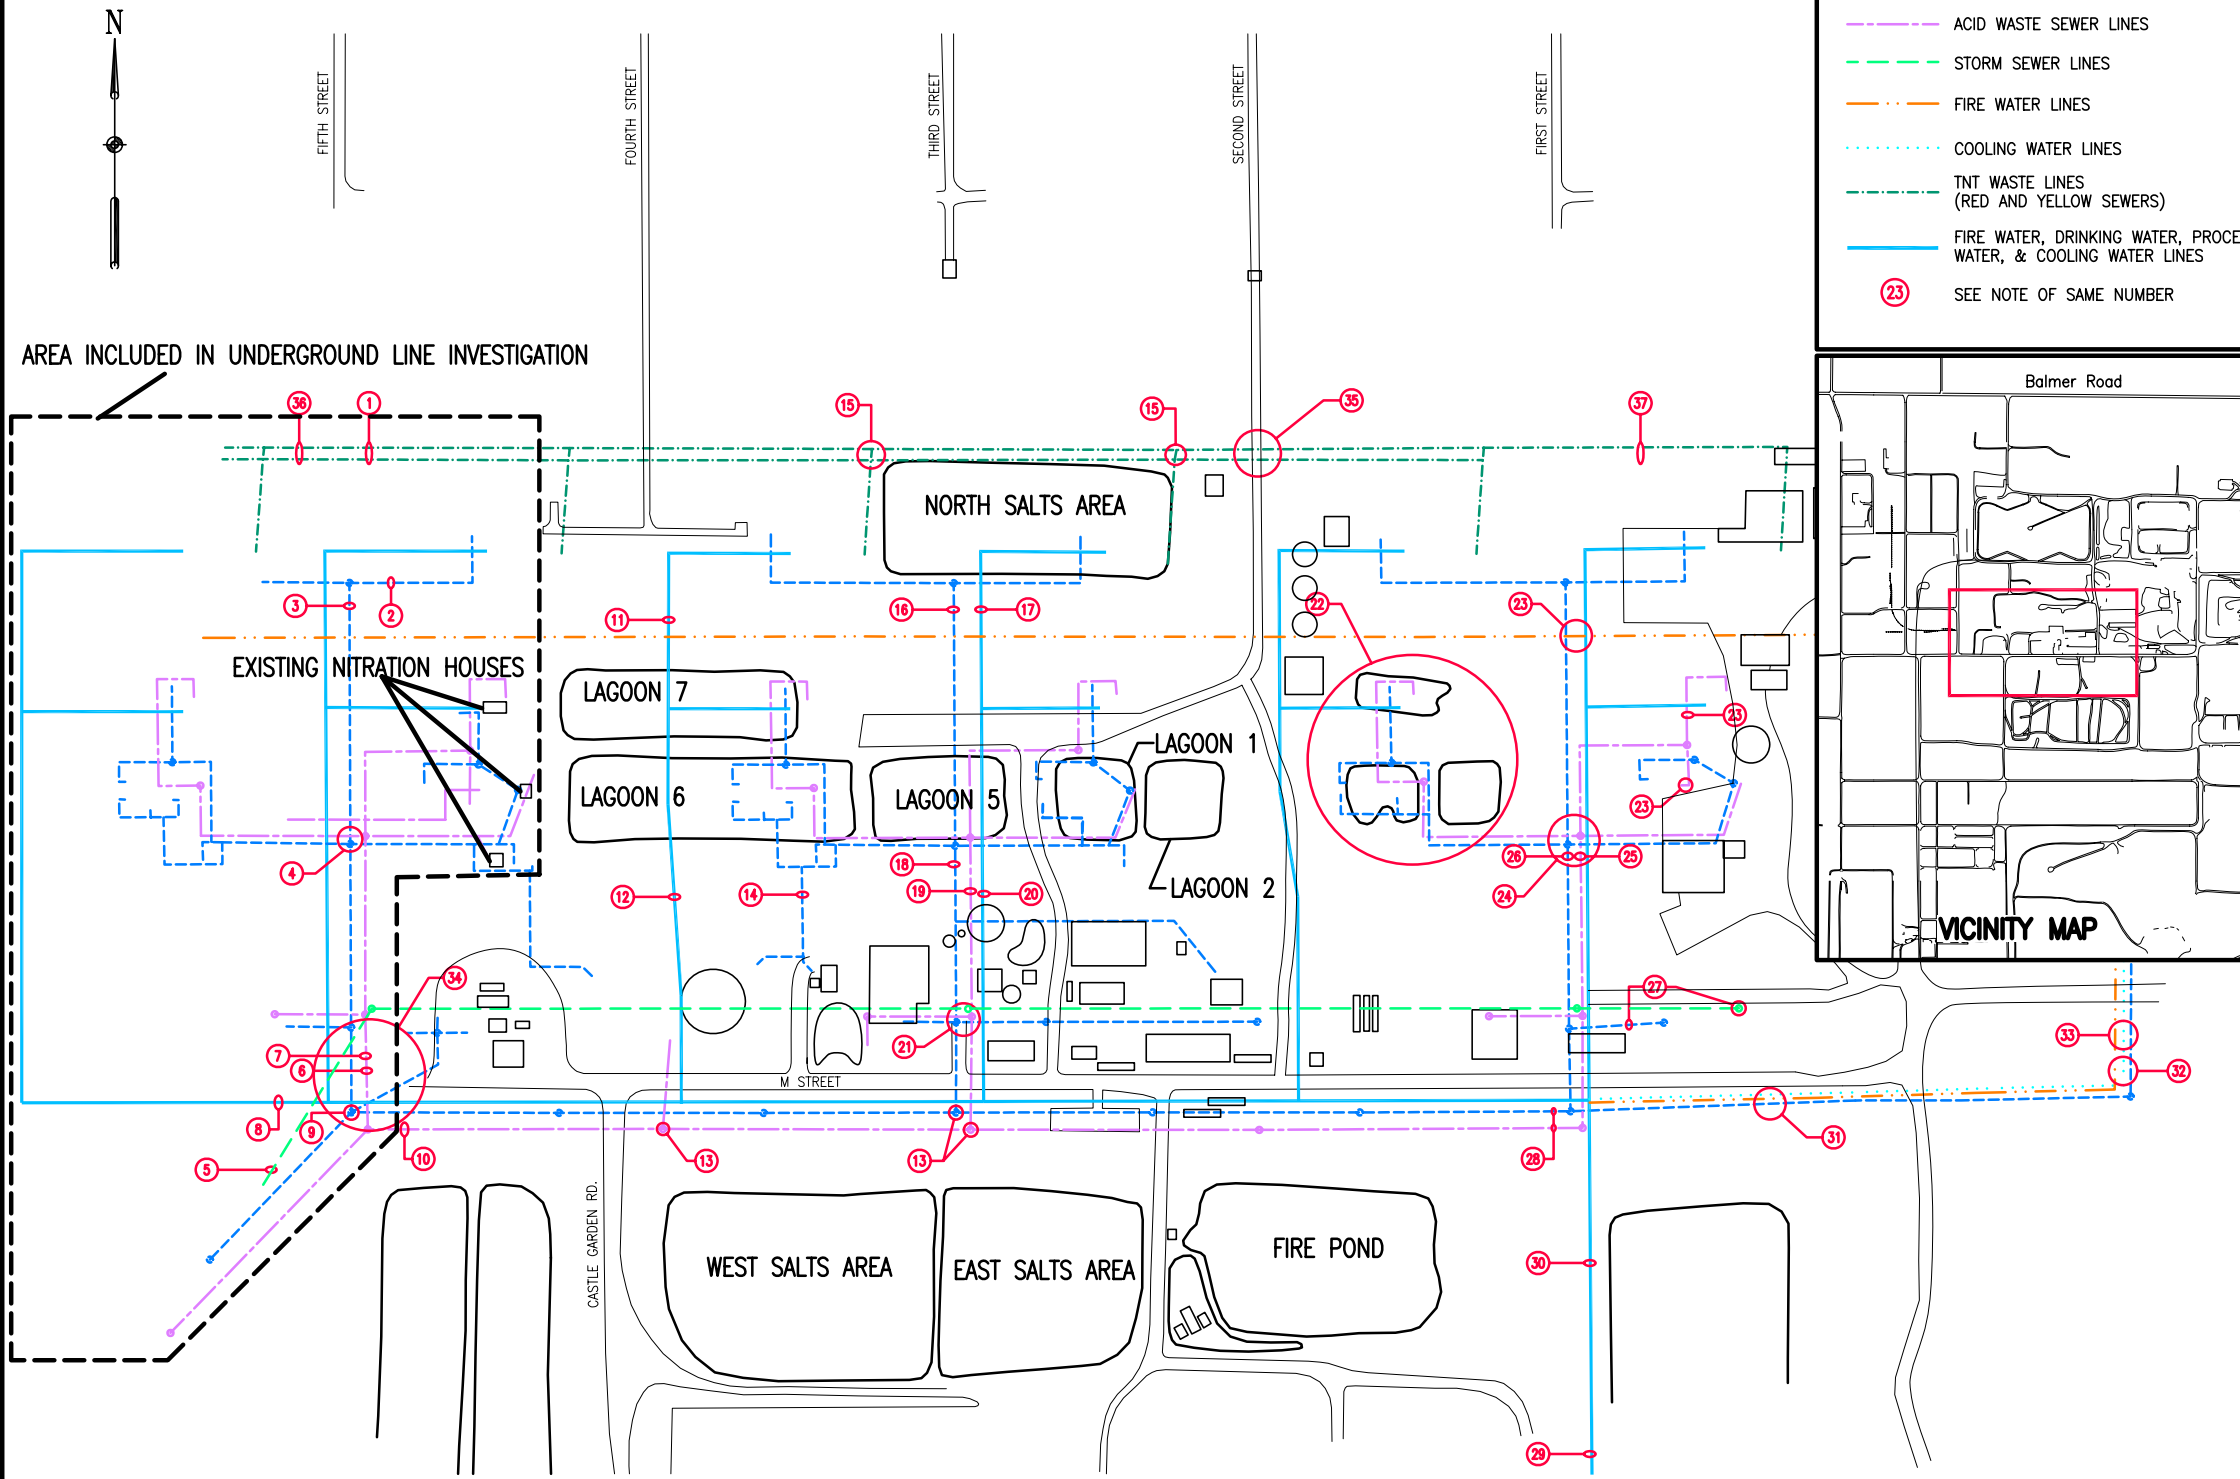 N
FIFTH STREET
FOURTH STREET
THIRD STREET
SECOND STREET
FIRST STREET
ACID WASTE SEWER LINES
STORM SEWER LINES
FIRE WATER LINES
COOLING WATER LINES
TNT WASTE LINES
(RED AND YELLOW SEWERS)
FIRE WATER, DRINKING WATER, PROCE
WATER, & COOLING WATER LINES
23 SEE NOTE OF SAME NUMBER
AREA INCLUDED IN UNDERGROUND LINE INVESTIGATION
Balmer Road
36
1
15
15
35
37
NORTH SALTS AREA
3
2
11
16
17
22
23
EXISTING NITRATION HOUSES
LAGOON 7
23
LAGOON 1
LAGOON 6
LAGOON 5
23
4
18
26
25
12
14
19
20
LAGOON 2
24
VICINITY MAP
34
27
7
21
33
6
32
M STREET
8
9
10
13
13
28
31
5
CASTLE GARDEN RD.
WEST SALTS AREA
EAST SALTS AREA
FIRE POND
30
29